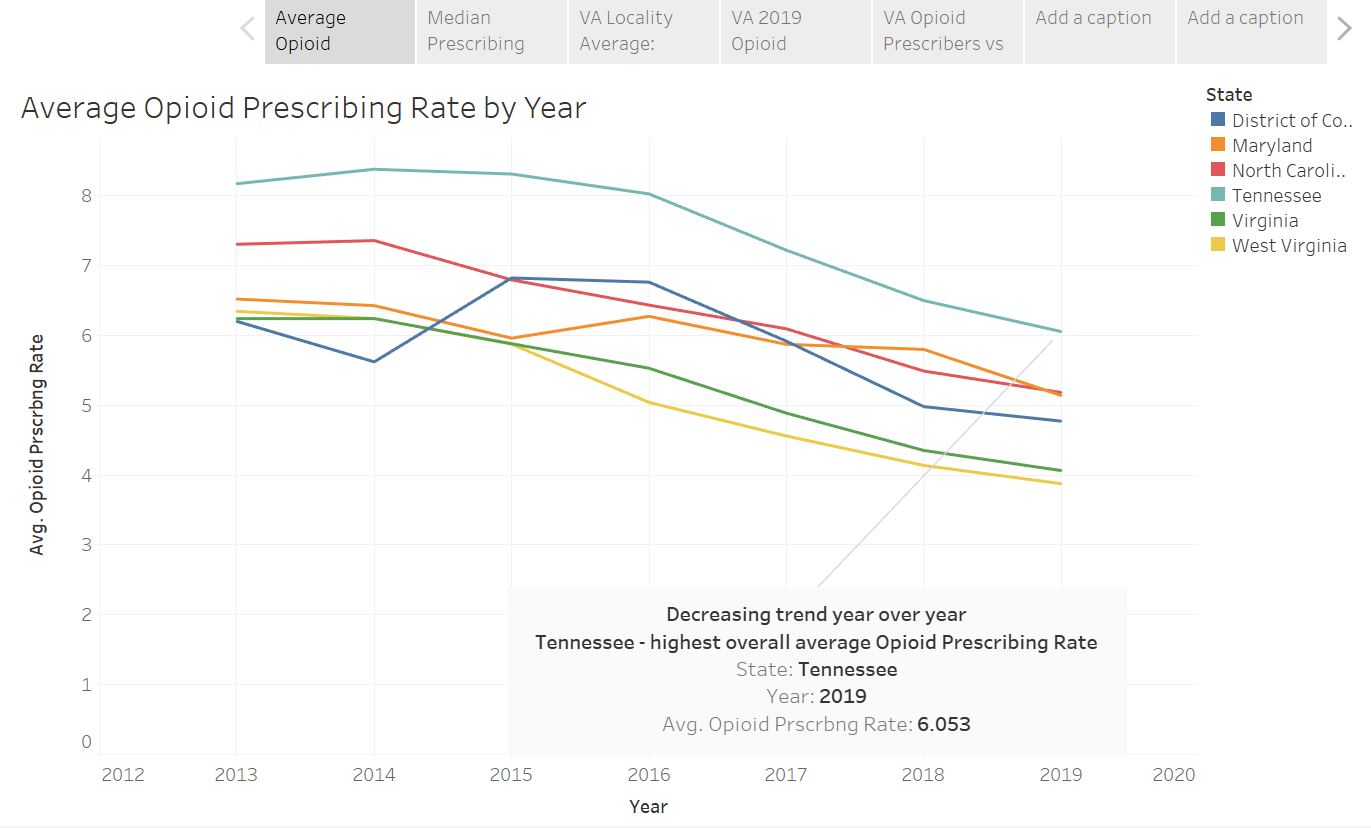 Average
Opioid
Median
Prescribing
VA Locality
Average:
VA 2019
Opioid
VA Opioid
Prescribers vs
Add a caption
Add a caption
Average Opioid Prescribing Rate by Year
State
District of Co..
Maryland
North Caroli..
Tennessee
Virginia
West Virginia
Avg. Opioid Prscrbng Rate
8
7
6
5
4
3
2
1
0
Decreasing trend year over year
Tennessee - highest overall average Opioid Prescribing Rate
State: Tennessee
Year: 2019
Avg. Opioid Prscrbng Rate: 6.053
2012 2013 2014 2015 2016 2017 2018 2019 2020
Year